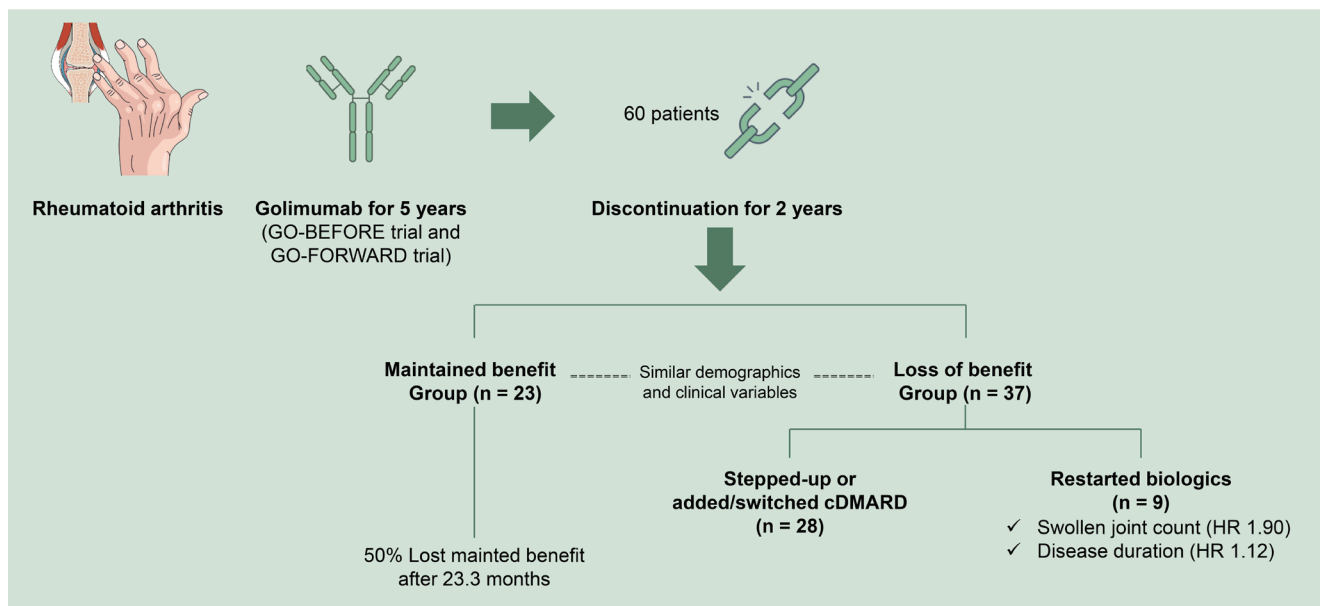 60 patients
Rheumatoid arthritis
Golimumab for 5 years
(GO-BEFORE trial and
GO-FORWARD trial)
Discontinuation for 2 years
Maintained benefit
Group (n = 23)
Similar demographics
and clinical variables
Loss of benefit
Group (n = 37)
Stepped-up or
added/switched cDMARD
(n = 28)
Restarted biologics
(n = 9)
✓ Swollen joint count (HR 1.90)
✓ Disease duration (HR 1.12)
50% Lost mainted benefit
after 23.3 months